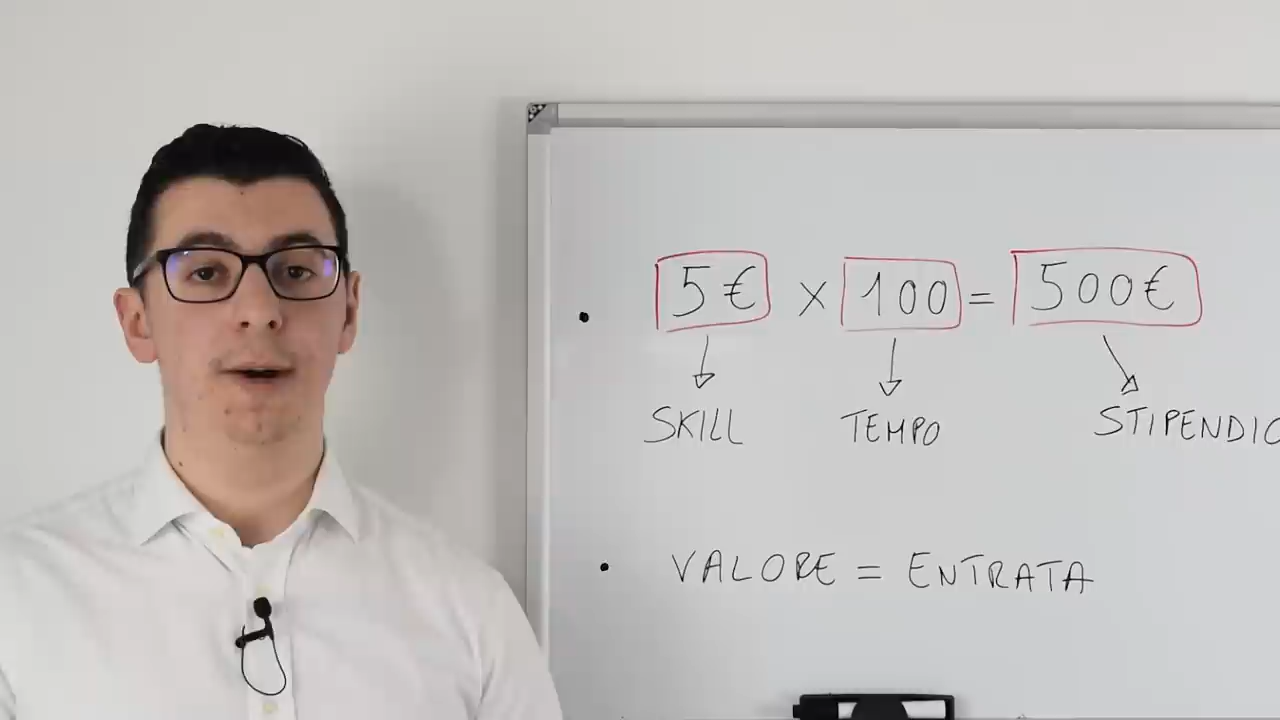 • 5€ x 100 = 500€
SKILL TEMPO STIPENDIO
• VALORE = ENTRATA